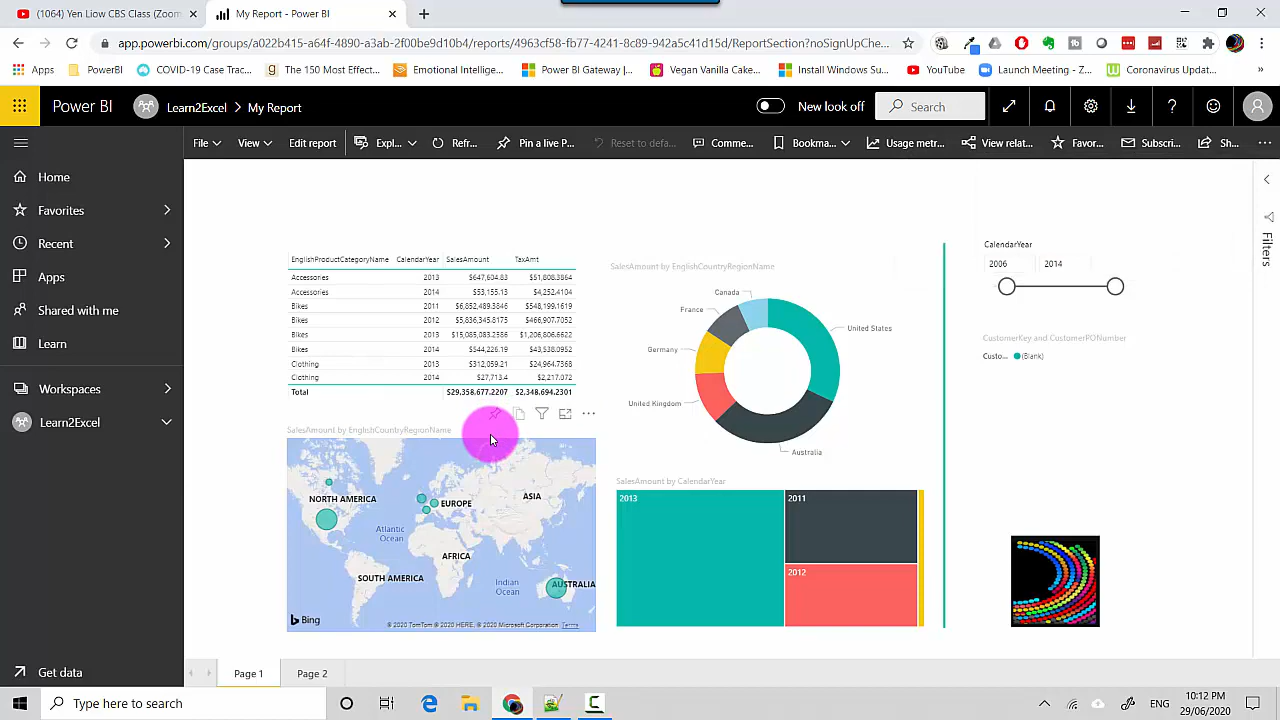 (1064) Yen Liow CBS Class (Zoom
My Report - Power BI
app.powerbi.com/groups/a022b415-c14f-4890-a3ab-2f00b9d10b4f/reports/4963cf58-fb77-4241-8c89-942a5c41d15d/ReportSection?noSignUpChe...
Apps
PowerBI
COVID-19 Care Trac...
The 150 Most Effect...
Emotional Intellige...
Power BI Gateway |...
Vegan Vanilla Cake...
Install Windows Su...
YouTube
Launch Meeting - Z...
Coronavirus Updat...
Power BI
Learn2Excel
My Report
New look off
Search
File
View
Edit report
Expl...
Refr...
Pin a live P...
Reset to defa...
Comme...
Bookma...
Usage metr...
View relat...
Favor...
Subscri...
Sh...
Home
Favorites
Recent
Apps
Shared with me
Learn
Workspaces
Learn2Excel
Get data
EnglishProductCategoryName CalendarYear SalesAmount TaxAmt
Accessories 2013 $647,604.83 $51,808.3864
Accessories 2014 $53,155.13 $4,252.4104
Bikes 2011 $6,852,489.3846 $548,199.1619
Bikes 2012 $5,836,345.8175 $466,907.7052
Bikes 2013 $15,085,083.2586 $1,206,806.6622
Bikes 2014 $544,226.19 $43,538.0952
Clothing 2013 $312,059.21 $24,964.7368
Clothing 2014 $27,713.4 $2,217.072
Total $29,358,677.2207 $2,348,694.2301
SalesAmount by EnglishCountryRegionName
NORTH AMERICA
EUROPE
ASIA
Atlantic
Ocean
AFRICA
SOUTH AMERICA
Indian
Ocean
AUSTRALIA
Bing
© 2020 TomTom © 2020 HERE, © 2020 Microsoft Corporation Terms
SalesAmount by EnglishCountryRegionName
Canada
France
United States
Germany
United Kingdom
Australia
SalesAmount by CalendarYear
2013
2011
2012
CalendarYear
2006
2014
CustomerKey and CustomerPONumber
Custo...
(Blank)
Filters
Page 1
Page 2
Type here to search
ENG
10:12 PM
29/06/2020